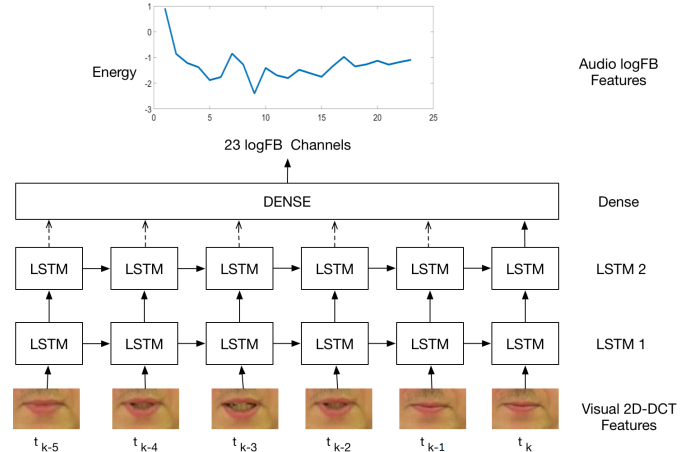 1
0
-1
-2
-3
0
5
10
15
20
25
Energy
23 logFB Channels
Audio logFB
Features
DENSE
Dense
LSTM LSTM LSTM LSTM LSTM LSTM
LSTM 2
LSTM LSTM LSTM LSTM LSTM LSTM
LSTM 1
Visual 2D-DCT
Features
t k-5 t k-4 t k-3 t k-2 t k-1 t k